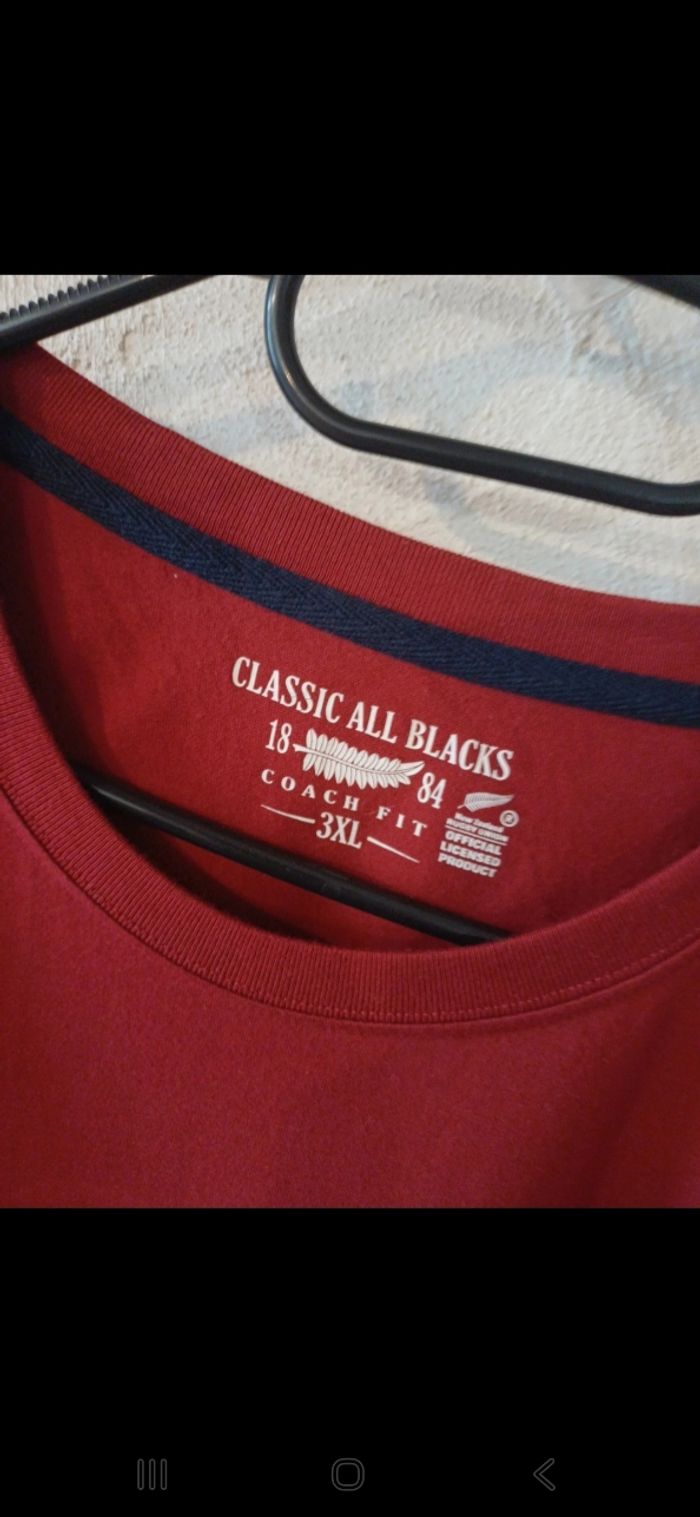 CLASSIC ALL BLACKS
18 84
COACH FIT
3XL
New Zealand
RUGBY UNION
OFFICIAL
LICENSED
PRODUCT